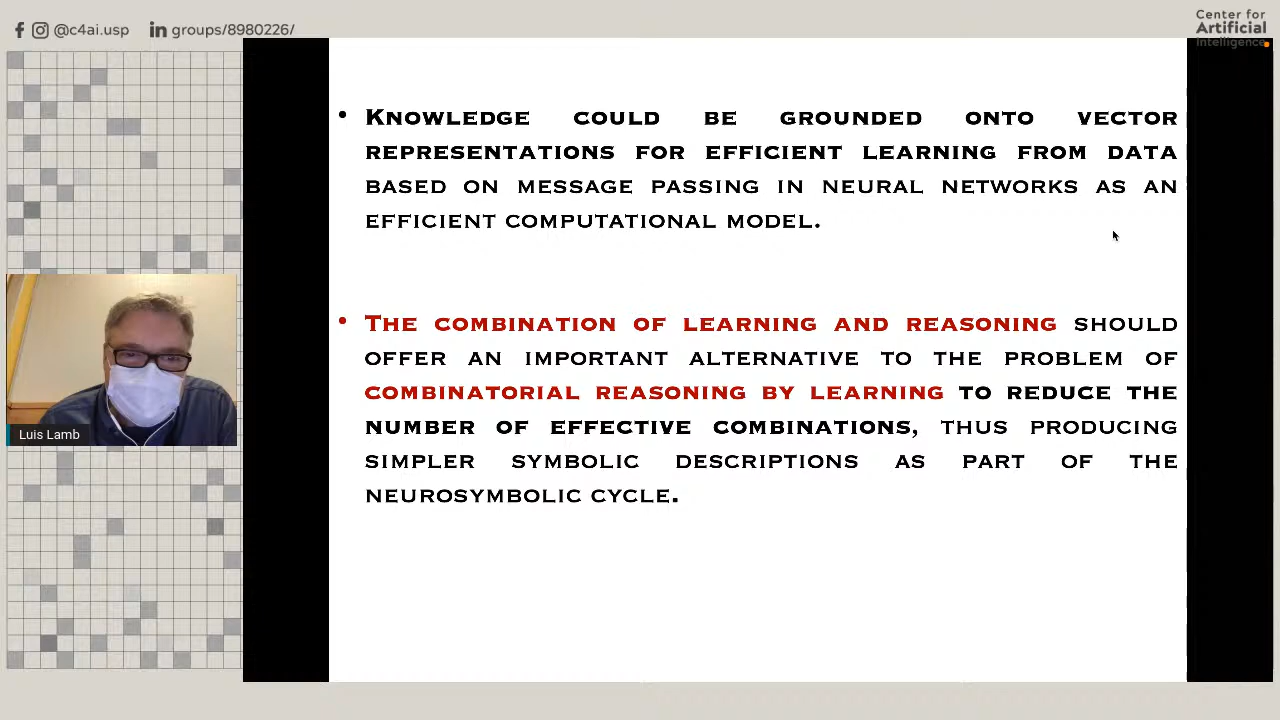 @c4ai.usp in groups/8980226/
Center for
Artificial
Intelligence
• KNOWLEDGE COULD BE GROUNDED ONTO VECTOR
REPRESENTATIONS FOR EFFICIENT LEARNING FROM DATA
BASED ON MESSAGE PASSING IN NEURAL NETWORKS AS AN
EFFICIENT COMPUTATIONAL MODEL.
• THE COMBINATION OF LEARNING AND REASONING SHOULD
OFFER AN IMPORTANT ALTERNATIVE TO THE PROBLEM OF
COMBINATORIAL REASONING BY LEARNING TO REDUCE THE
NUMBER OF EFFECTIVE COMBINATIONS, THUS PRODUCING
SIMPLER SYMBOLIC DESCRIPTIONS AS PART OF THE
NEUROSYMBOLIC CYCLE.
Luis Lamb